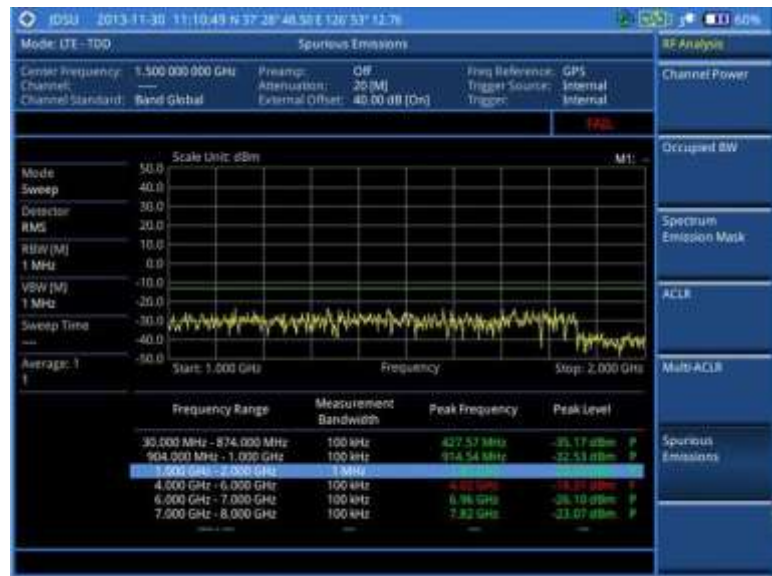 JDSU 2013-11-30 11:10:49 N 37° 28' 48.50 E 126° 53' 12.76 60%
Mode: LTE - TDD Spurious Emissions RF Analysis
Center Frequency: 1.500 000 000 GHz Preamp: Off Freq Reference: GPS
Channel: ---- Attenuation: 20 [M] Trigger Source: Internal
Channel Standard: Band Global External Offset: 40.00 dB [On] Trigger: Internal
Channel Power
FAIL
Occupied BW
Scale Unit: dBm M1: --
Mode
Sweep
Detector
RMS
RBW [M]
1 MHz
VBW [M]
1 MHz
Sweep Time
----
Average: 1
1
50.0
40.0
30.0
20.0
10.0
0.0
-10.0
-20.0
-30.0
-40.0
-50.0
Start: 1.000 GHz Frequency Stop: 2.000 GHz
Spectrum
Emission Mask
ACLR
Multi-ACLR
Spurious
Emissions
Frequency Range Measurement Bandwidth Peak Frequency Peak Level
30.000 MHz - 874.000 MHz 100 kHz 427.57 MHz -35.17 dBm P
904.000 MHz - 1.000 GHz 100 kHz 914.54 MHz -32.53 dBm P
1.000 GHz - 2.000 GHz 1 MHz
4.000 GHz - 6.000 GHz 100 kHz 4.02 GHz F
6.000 GHz - 7.000 GHz 100 kHz 6.96 GHz -26.10 dBm P
7.000 GHz - 8.000 GHz 100 kHz 7.82 GHz -23.07 dBm P